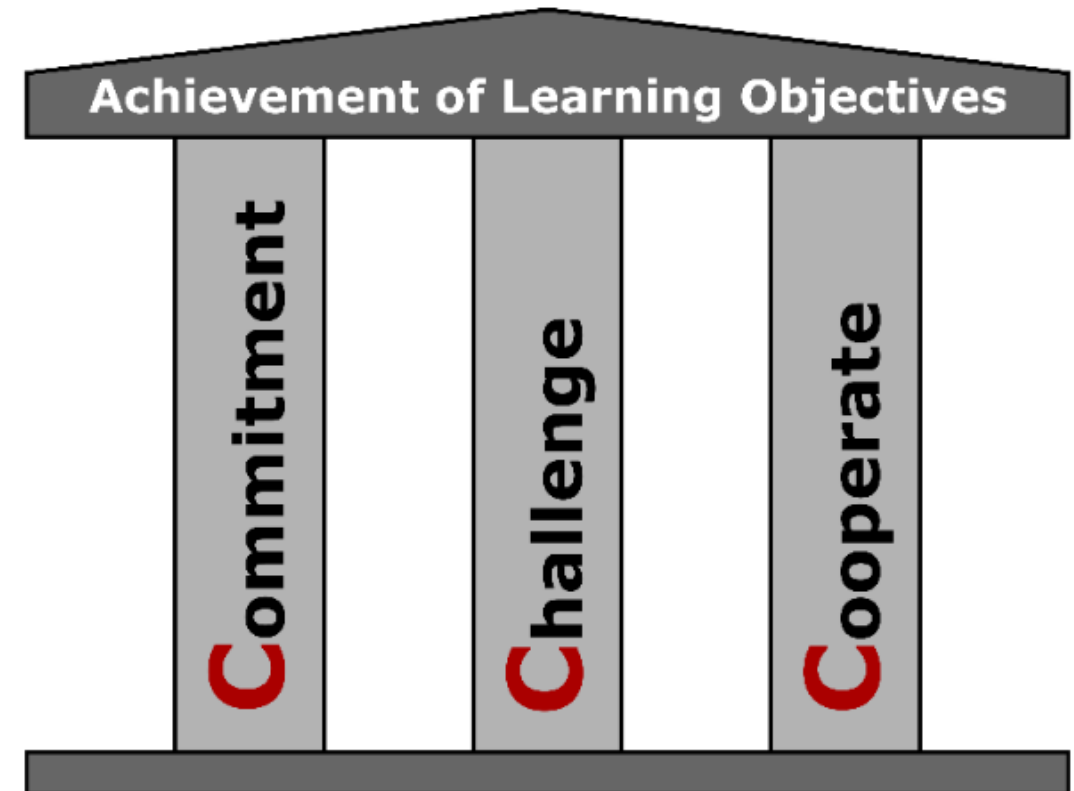 Achievement of Learning Objectives
Commitment
Challenge
Cooperate